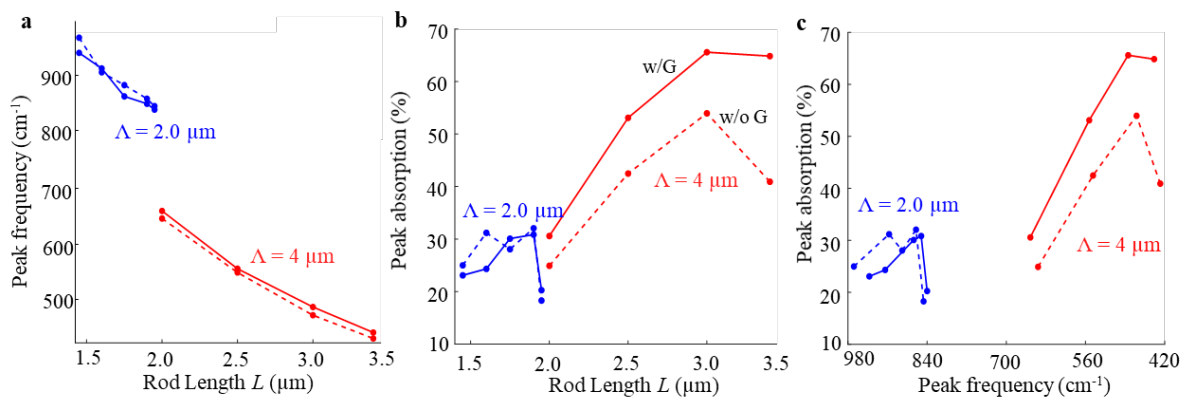 a
Peak frequency (cm-1)
900
800
700
600
500
Λ = 2.0 µm
Λ = 4 µm
1.5
2.0
2.5
3.0
3.5
Rod Length L (µm)
b
Peak absorption (%)
70
60
50
40
30
20
10
w/G
w/o G
Λ = 4 µm
Λ = 2.0 µm
1.5
2.0
2.5
3.0
3.5
Rod Length L (µm)
c
Peak absorption (%)
70
60
50
40
30
20
10
Λ = 2.0 µm
Λ = 4 µm
980
840
700
560
420
Peak frequency (cm-1)